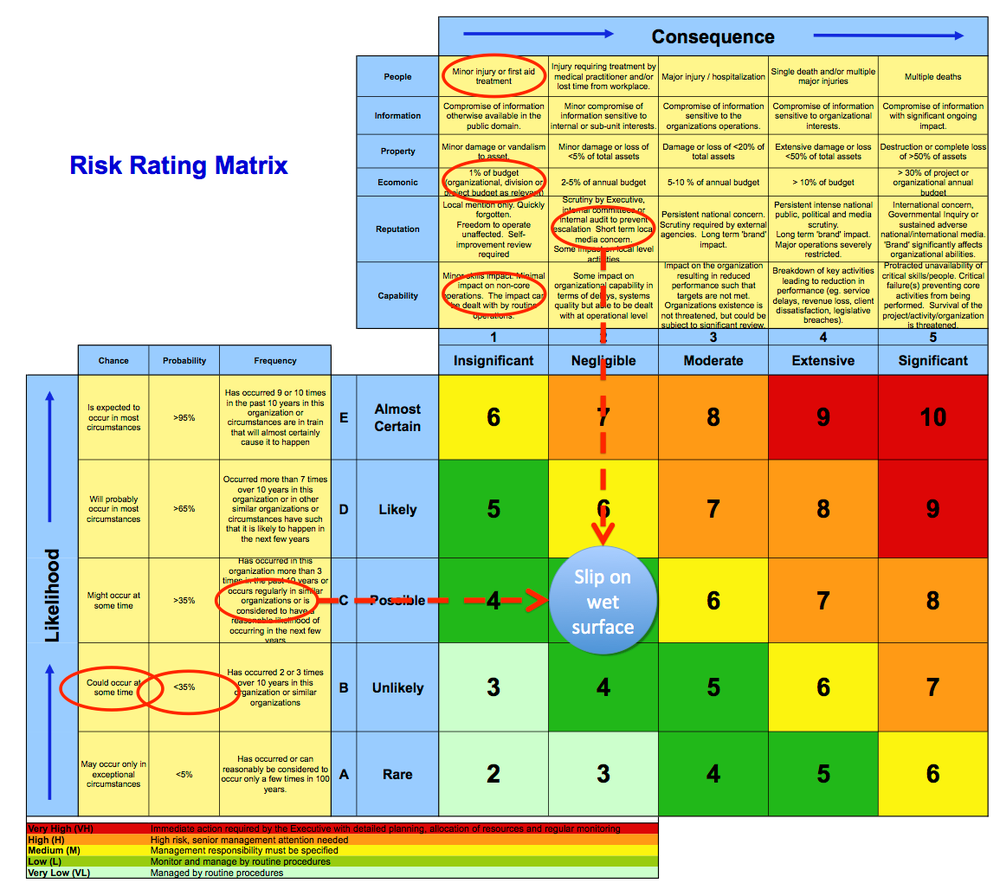 Consequence
People
Minor injury or first aid
treatment
Injury requiring treatment by
medical practitioner and/or
lost time from workplace.
Major injury / hospitalization
Single death and/or multiple
major injuries
Multiple deaths
Information
Compromise of information
otherwise available in the
public domain.
Minor compromise of
information sensitive to
internal or sub-unit interests.
Compromise of information
sensitive to the
organizations operations.
Compromise of information
sensitive to organizational
interests.
Compromise of information
with significant ongoing
impact.
Risk Rating Matrix
Property
Minor damage or vandalism
to asset.
Minor damage or loss of
<5% of total assets
Damage or loss of <20% of
total assets
Extensive damage or loss
<50% of total assets
Destruction or complete loss
of >50% of assets
Ecomonic
1% of budget
(organizational, division or
project budget as relevant)
2-5% of annual budget
5-10 % of annual budget
> 10% of budget
> 30% of project or
organizational annual
budget
Reputation
Local mention only. Quickly
forgotten.
Freedom to operate
unaffected. Self-
improvement review
required
Scrutiny by Executive,
internal committees or
internal audit to prevent
escalation Short term local
media concern.
Some impact on local level
activities
Persistent national concern.
Scrutiny required by external
agencies. Long term 'brand'
impact.
Persistent intense national
public, political and media
scrutiny.
Long term 'brand' impact.
Major operations severely
restricted.
International concern,
Governmental Inquiry or
sustained adverse
national/international media.
'Brand' significantly affects
organizational abilities.
Capability
Minor skills impact. Minimal
impact on non-core
operations. The impact can
be dealt with by routine
operations.
Some impact on
organizational capability in
terms of delays, systems
quality but able to be dealt
with at operational level
Impact on the organization
resulting in reduced
performance such that
targets are not met.
Organizations existence is
not threatened, but could be
subject to significant review.
Breakdown of key activities
leading to reduction in
performance (eg. service
delays, revenue loss, client
dissatisfaction, legislative
breaches).
Protracted unavailability of
critical skills/people. Critical
failure(s) preventing core
activities from being
performed. Survival of the
project/activity/organization
is threatened.
1
2
3
4
5
Chance
Probability
Frequency
Insignificant
Negligible
Moderate
Extensive
Significant
Likelihood
Is expected to
occur in most
circumstances
>95%
Has occurred 9 or 10 times
in the past 10 years in this
organization or
circumstances are in train
that will almost certainly
cause it to happen
E
Almost
Certain
6
7
8
9
10
Will probably
occur in most
circumstances
>65%
Occurred more than 7 times
over 10 years in this
organization or in other
similar organizations or
circumstances have such
that it is likely to happen in
the next few years
D
Likely
5
6
7
8
9
Might occur at
some time
>35%
Has occurred in this
organization more than 3
times in the past 10 years or
occurs regularly in similar
organizations or is
considered to have a
reasonable likelihood of
occurring in the next few
years
C
Possible
4
Slip on
wet
surface
6
7
8
Could occur at
some time
<35%
Has occurred 2 or 3 times
over 10 years in this
organization or similar
organizations
B
Unlikely
3
4
5
6
7
May occur only in
exceptional
circumstances
<5%
Has occurred or can
reasonably be considered to
occur only a few times in 100
years.
A
Rare
2
3
4
5
6
Very High (VH) Immediate action required by the Executive with detailed planning, allocation of resources and regular monitoring
High (H) High risk, senior management attention needed
Medium (M) Management responsibility must be specified
Low (L) Monitor and manage by routine procedures
Very Low (VL) Managed by routine procedures